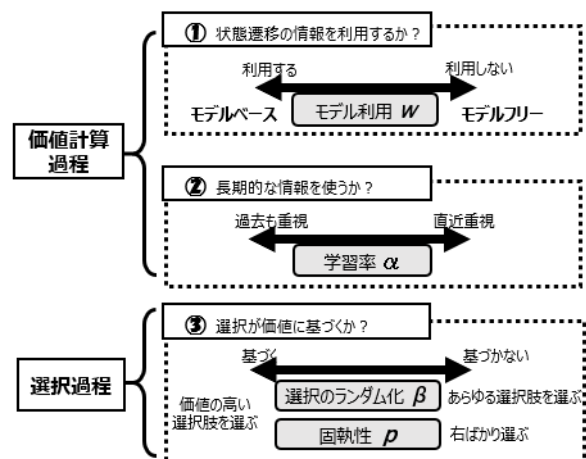 ① 状態遷移の情報を利用するか？
利用する
利用しない
モデルベース
モデル利用 w
モデルフリー
価値計算
過程
② 長期的な情報を使うか？
過去も重視
直近重視
学習率 α
③ 選択が価値に基づくか？
基づく
基づかない
選択過程
価値の高い
選択肢を選ぶ
選択のランダム化 β
あらゆる選択肢を選ぶ
固執性 p
右ばかり選ぶ